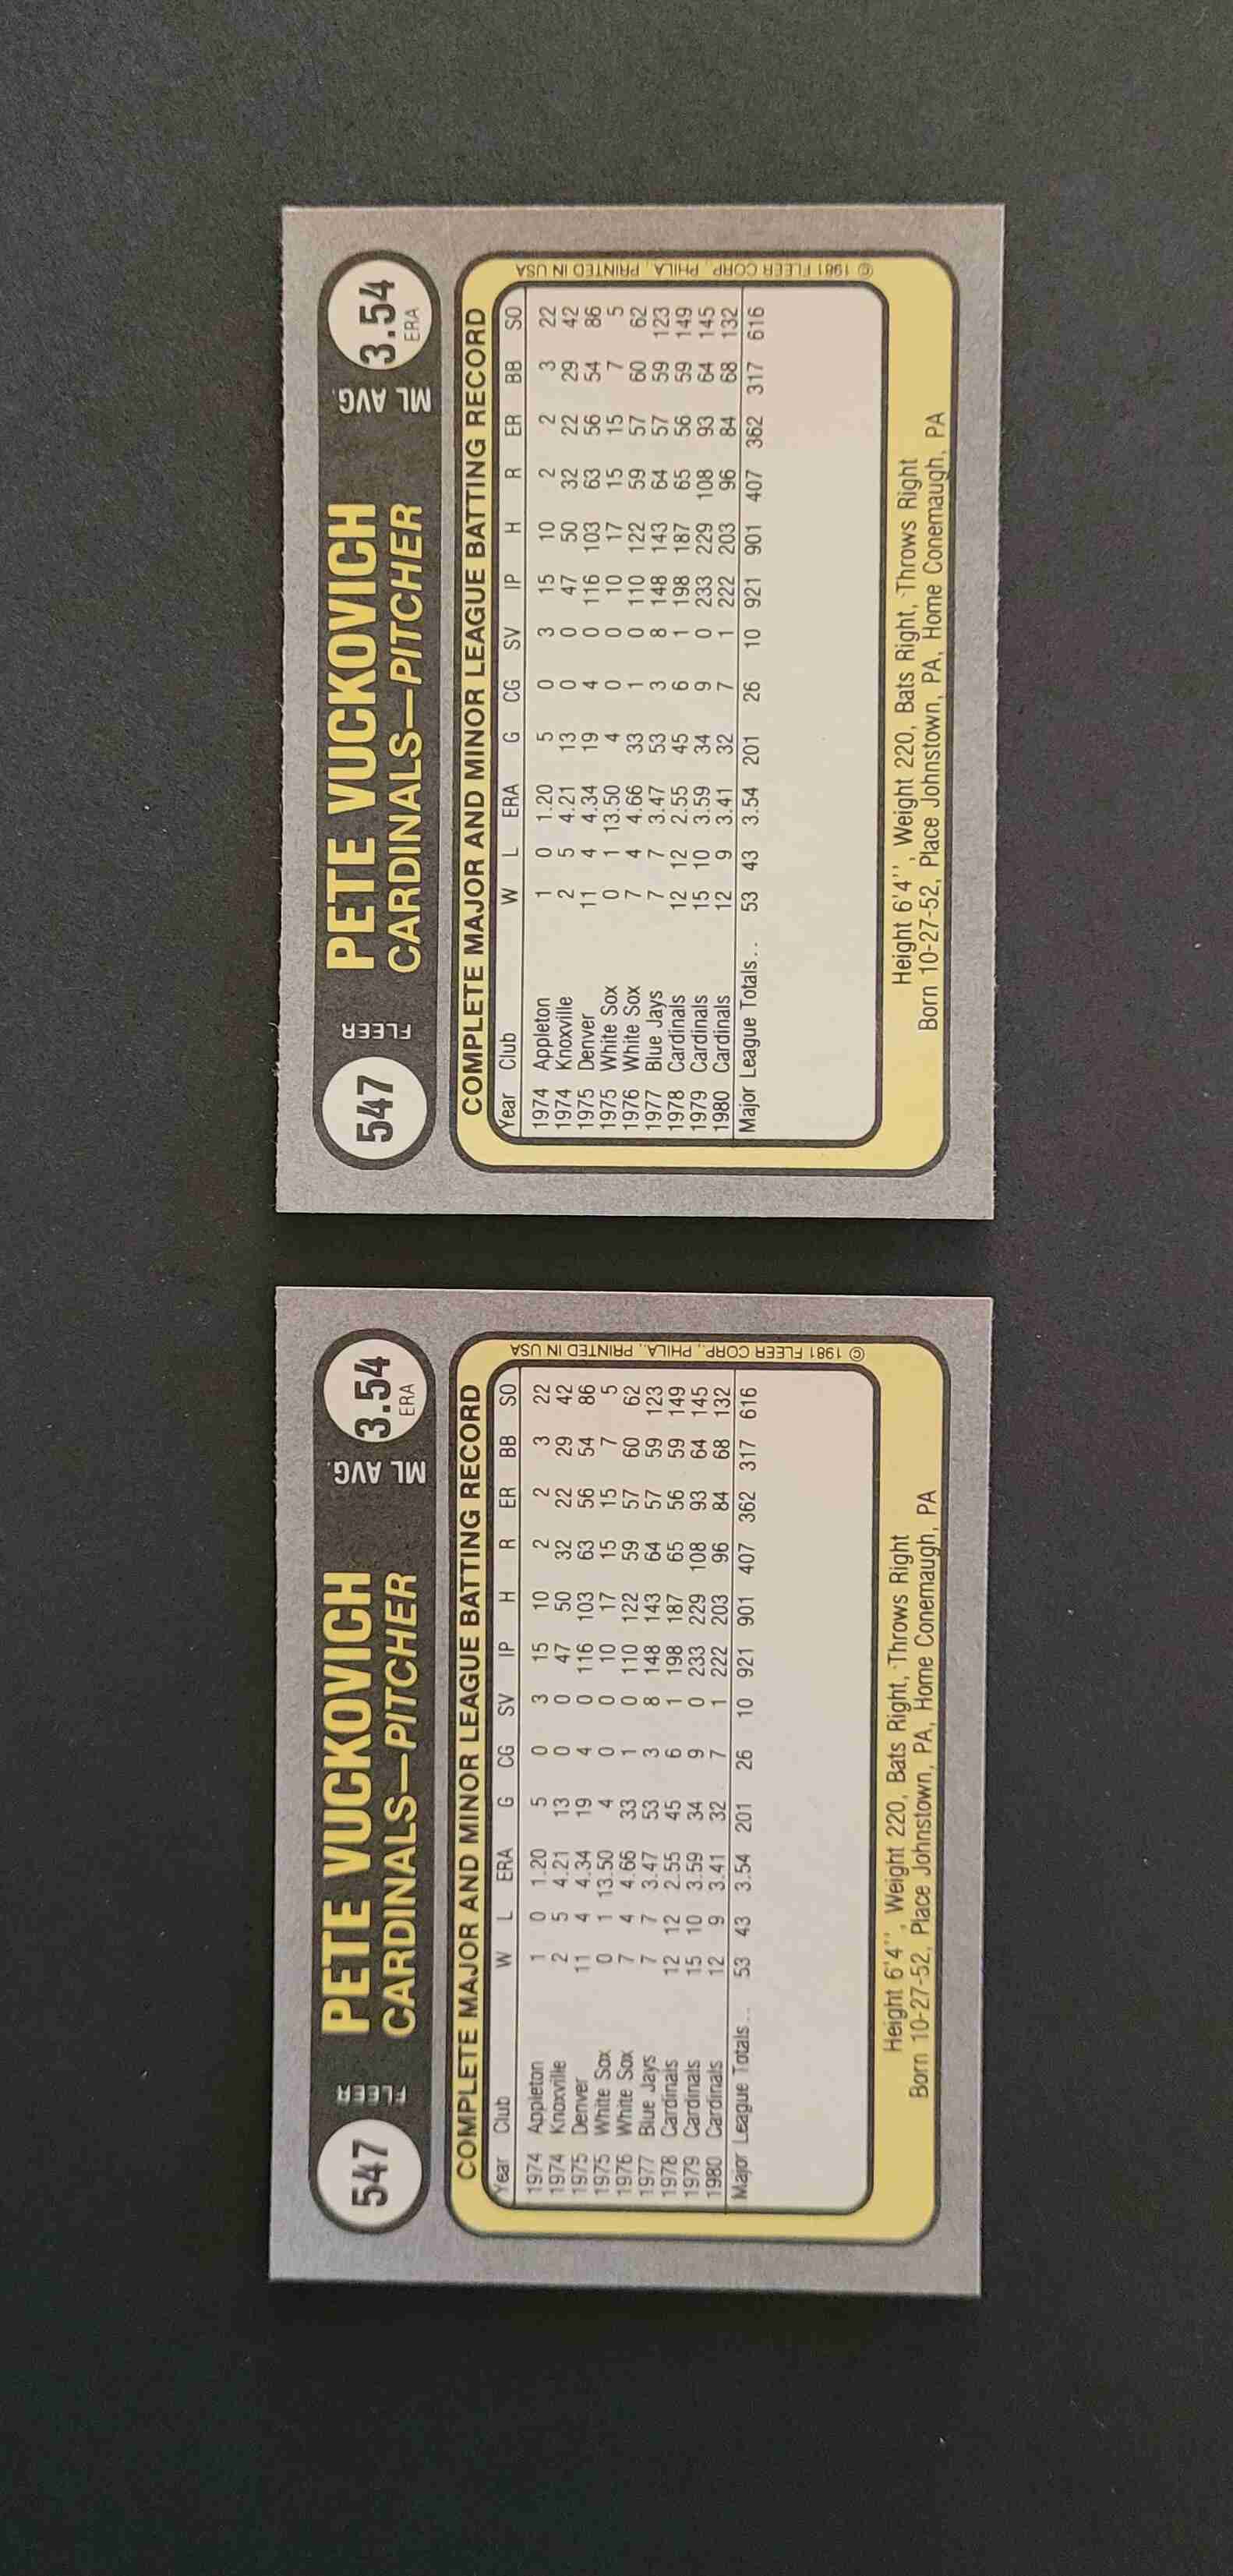 547
FLEER
PETE VUCKOVICH
CARDINALS—PITCHER
ML AVG.
3.54
ERA
COMPLETE MAJOR AND MINOR LEAGUE BATTING RECORD
Year Club W L ERA G CG SV IP H R ER BB SO
1974 Appleton 1 0 1.20 5 0 3 15 10 2 2 3 22
1974 Knoxville 2 5 4.21 13 0 0 47 50 32 22 29 42
1975 Denver 11 4 4.34 19 4 0 116 103 63 56 54 86
1975 White Sox 0 1 13.50 4 0 0 10 17 15 15 7 5
1976 White Sox 7 4 4.66 33 1 0 110 122 59 57 60 62
1977 Blue Jays 7 7 3.47 53 3 8 148 143 64 57 59 123
1978 Cardinals 12 12 2.55 45 6 1 198 187 65 56 59 149
1979 Cardinals 15 10 3.59 34 9 0 233 229 108 93 64 145
1980 Cardinals 12 9 3.41 32 7 1 222 203 96 84 68 132
Major League Totals... 53 43 3.54 201 26 10 921 901 407 362 317 616
Height 6'4'', Weight 220, Bats Right, Throws Right
Born 10-27-52, Place Johnstown, PA, Home Conemaugh, PA
© 1981 FLEER CORP., PHILA., PRINTED IN USA
547
FLEER
PETE VUCKOVICH
CARDINALS—PITCHER
ML AVG.
3.54
ERA
COMPLETE MAJOR AND MINOR LEAGUE BATTING RECORD
Year Club W L ERA G CG SV IP H R ER BB SO
1974 Appleton 1 0 1.20 5 0 3 15 10 2 2 3 22
1974 Knoxville 2 5 4.21 13 0 0 47 50 32 22 29 42
1975 Denver 11 4 4.34 19 4 0 116 103 63 56 54 86
1975 White Sox 0 1 13.50 4 0 0 10 17 15 15 7 5
1976 White Sox 7 4 4.66 33 1 0 110 122 59 57 60 62
1977 Blue Jays 7 7 3.47 53 3 8 148 143 64 57 59 123
1978 Cardinals 12 12 2.55 45 6 1 198 187 65 56 59 149
1979 Cardinals 15 10 3.59 34 9 0 233 229 108 93 64 145
1980 Cardinals 12 9 3.41 32 7 1 222 203 96 84 68 132
Major League Totals... 53 43 3.54 201 26 10 921 901 407 362 317 616
Height 6'4'', Weight 220, Bats Right, Throws Right
Born 10-27-52, Place Johnstown, PA, Home Conemaugh, PA
© 1981 FLEER CORP., PHILA., PRINTED IN USA